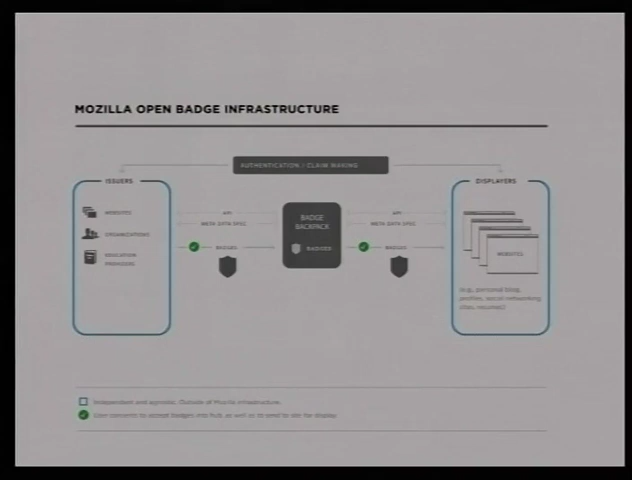 MOZILLA OPEN BADGE INFRASTRUCTURE
AUTHENTICATION / CLAIM MAKING
ISSUERS
DISPLAYERS
WEBSITES
ORGANIZATIONS
EDUCATION
PROVIDERS
API
META DATA SPEC
BADGES
BADGE
BACKPACK
BADGES
API
META DATA SPEC
BADGES
WEBSITES
(e.g., personal blog,
profiles, social networking
sites, resumes)
Independent and agnostic. Outside of Mozilla infrastructure.
User consents to accept badges into hub, as well as to send to site for display.